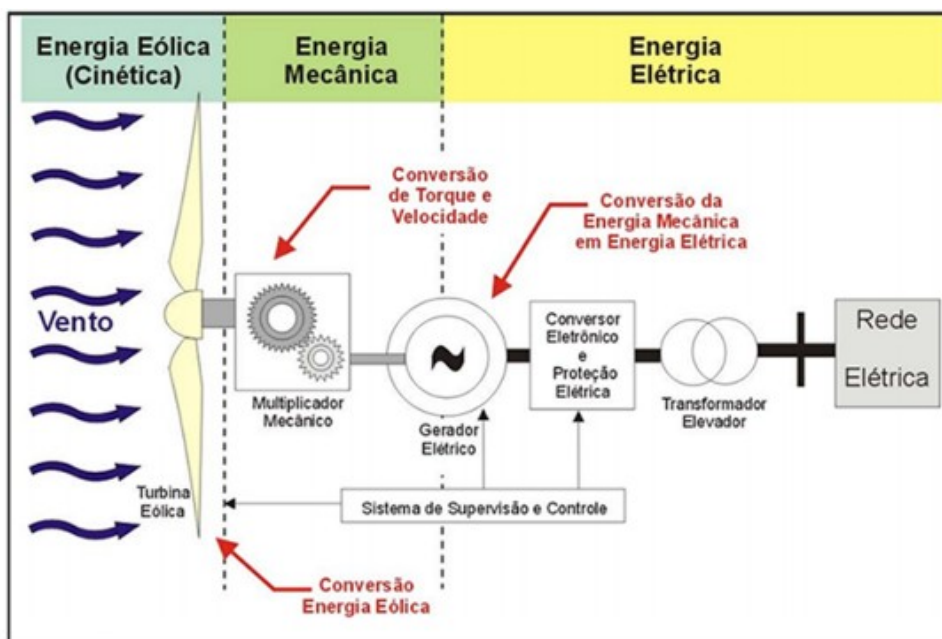 Energia Eólica
(Cinética)
Energia
Mecânica
Energia
Elétrica
Conversão
de Torque e
Velocidade
Conversão da
Energia Mecânica
em Energia Elétrica
Vento
Multiplicador
Mecânico
Gerador
Elétrico
Conversor
Eletrônico
e
Proteção
Elétrica
Transformador
Elevador
Rede
Elétrica
Turbina
Eólica
Sistema de Supervisão e Controle
Conversão
Energia Eólica